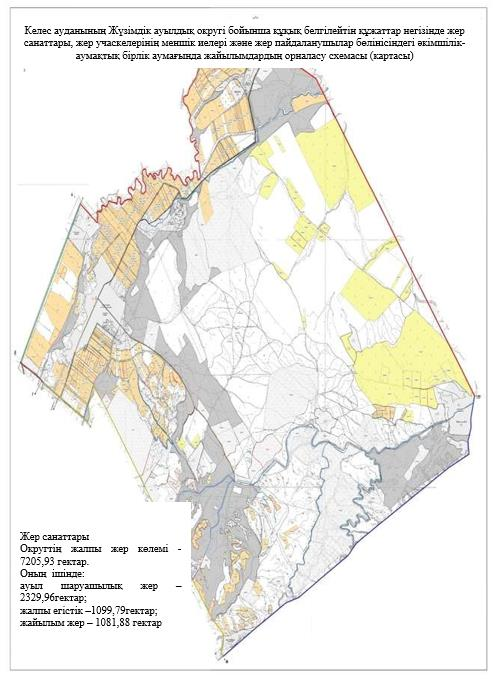 Келес ауданының Жүзімдік ауылдық округі бойынша құқық белгілейтін құжаттар негізінде жер
санаттары, жер учаскелерінің меншік иелері және жер пайдаланушылар бөлінісіндегі әкімшілік-
аумақтық бірлік аумағында жайылымдардың орналасу схемасы (картасы)
Жер санаттары
Округтің жалпы жер көлемі -
7205,93 гектар.
Оның ішінде:
ауыл шаруашылық жер –
2329,96гектар;
жалпы егістік –1099,79гектар;
жайылым жер – 1081,88 гектар